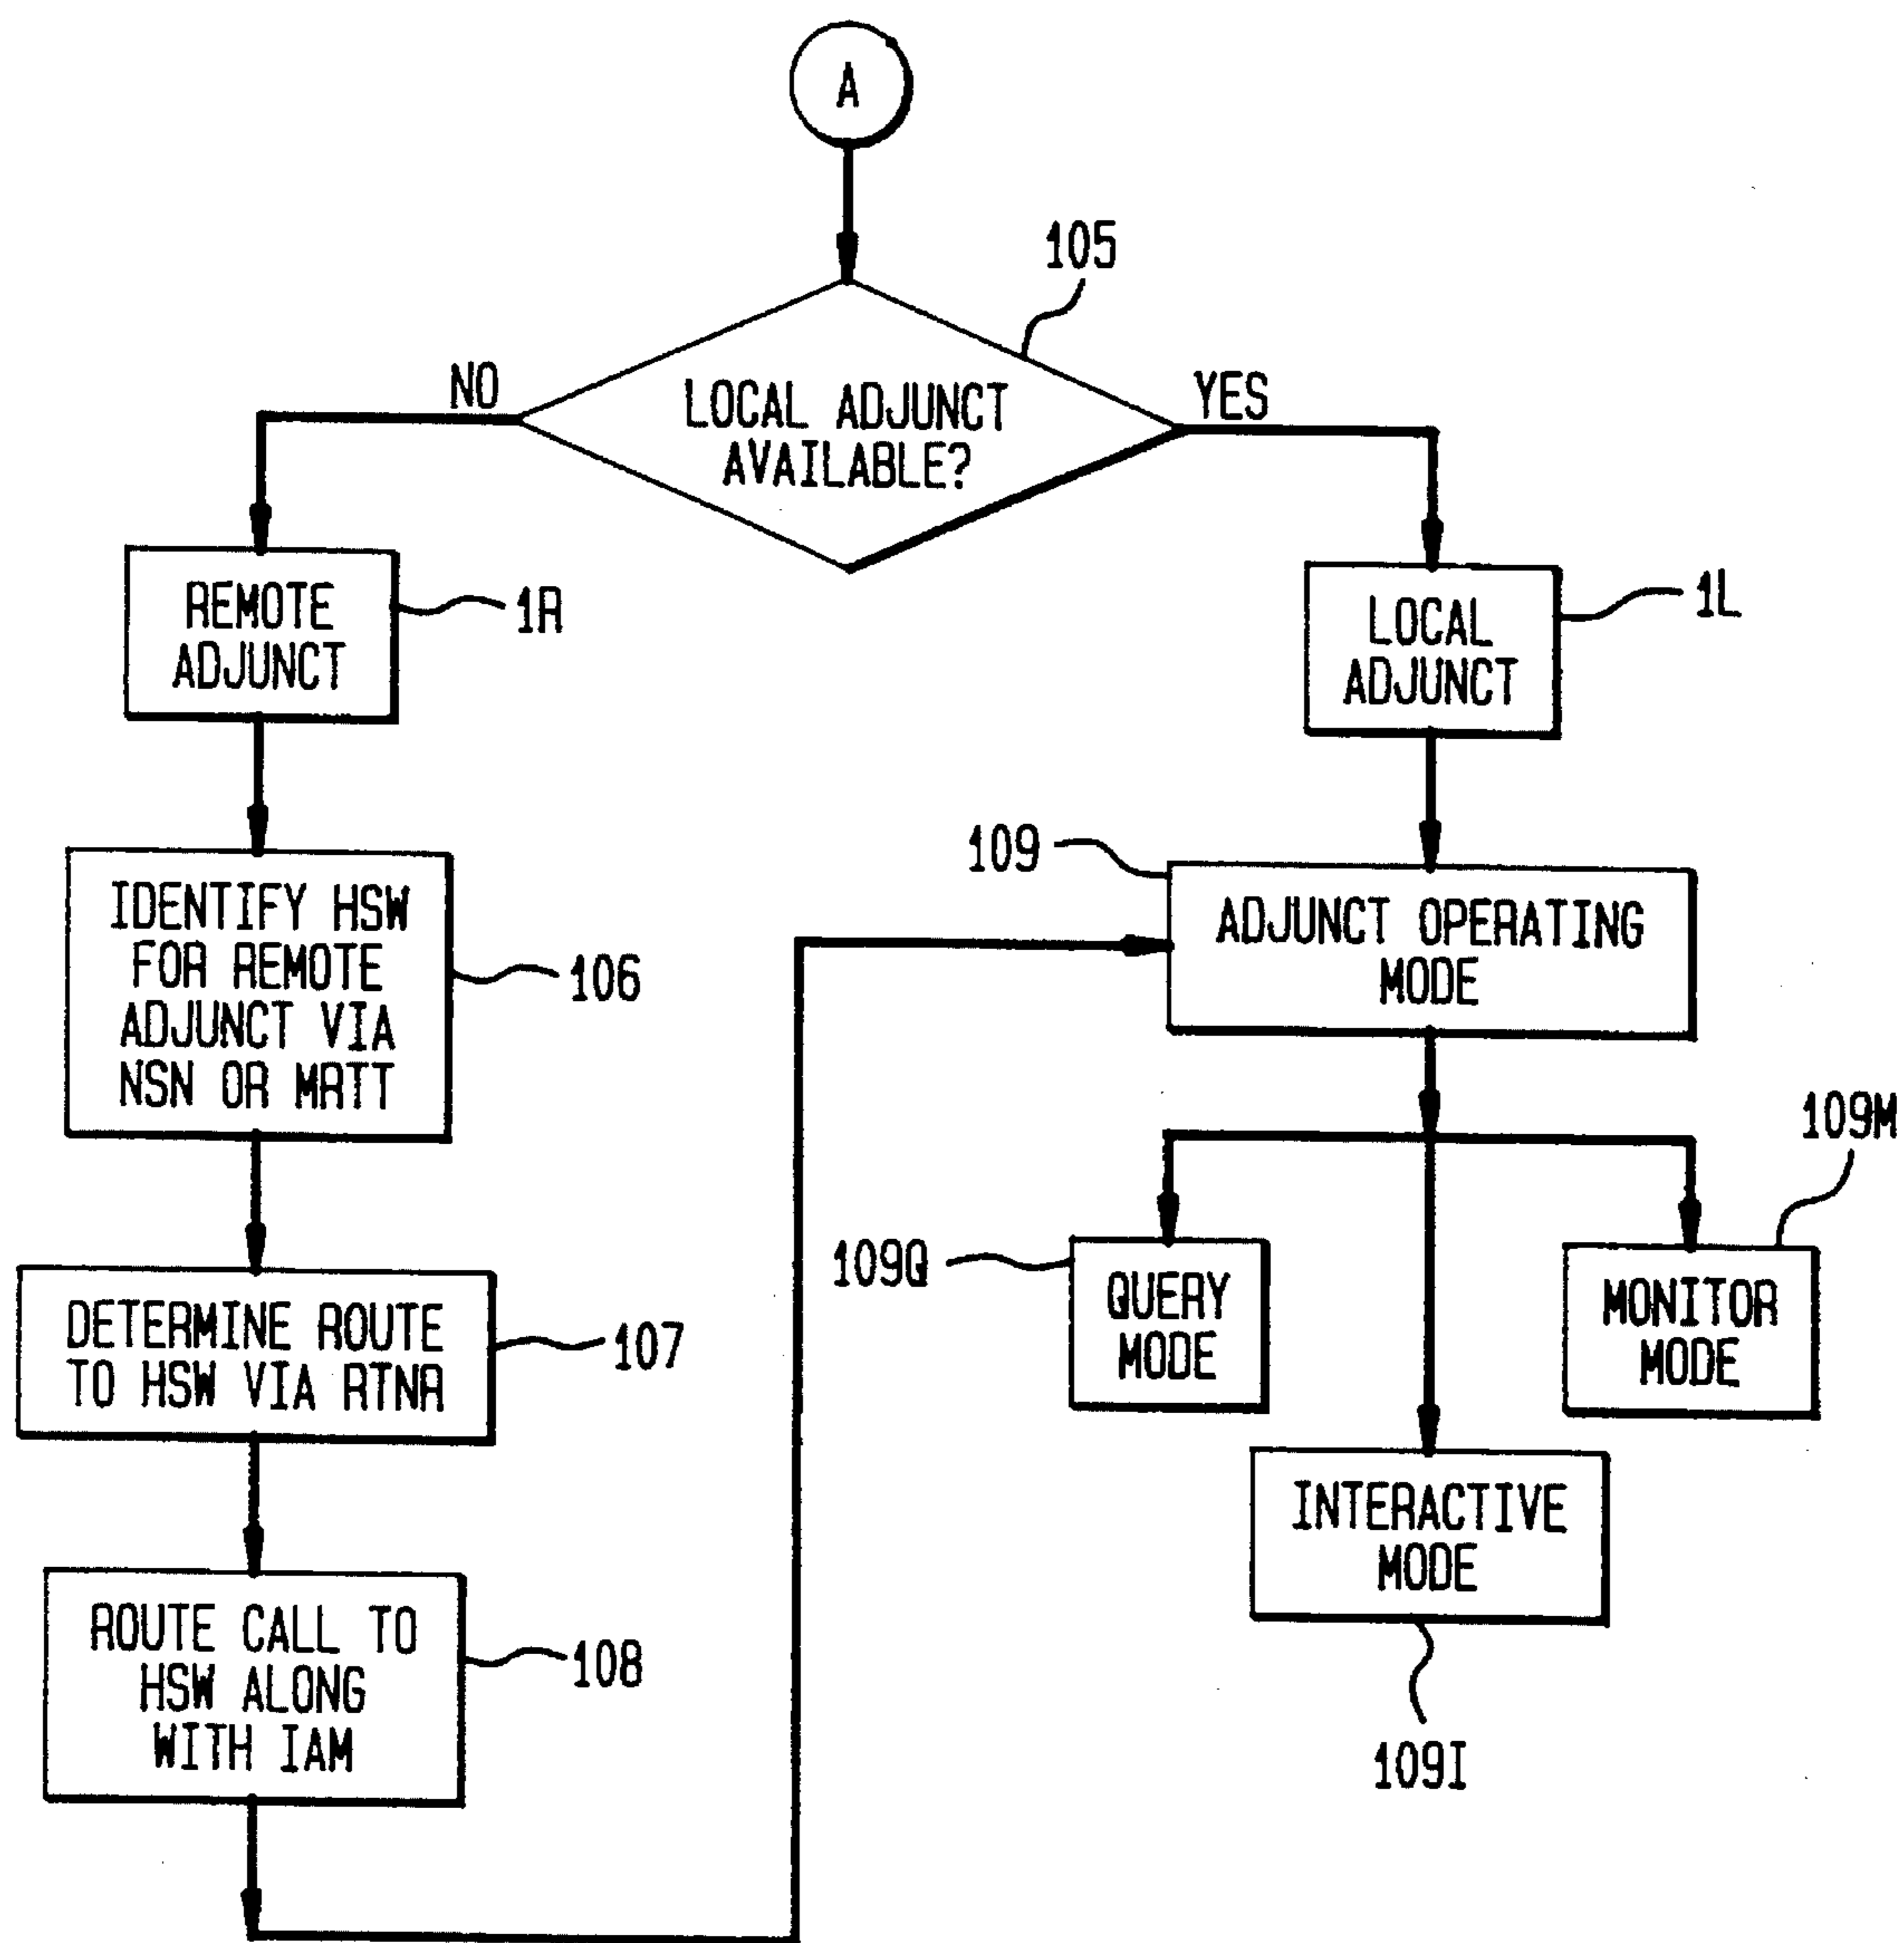 A
105
NO
LOCAL ADJUNCT
AVAILABLE?
YES
REMOTE
ADJUNCT
1R
LOCAL
ADJUNCT
1L
IDENTIFY HSW
FOR REMOTE
ADJUNCT VIA
NSN OR MRTT
106
109
ADJUNCT OPERATING
MODE
109M
DETERMINE ROUTE
TO HSW VIA RTNR
107
109Q
QUERY
MODE
MONITOR
MODE
INTERACTIVE
MODE
109I
ROUTE CALL TO
HSW ALONG
WITH IAM
108